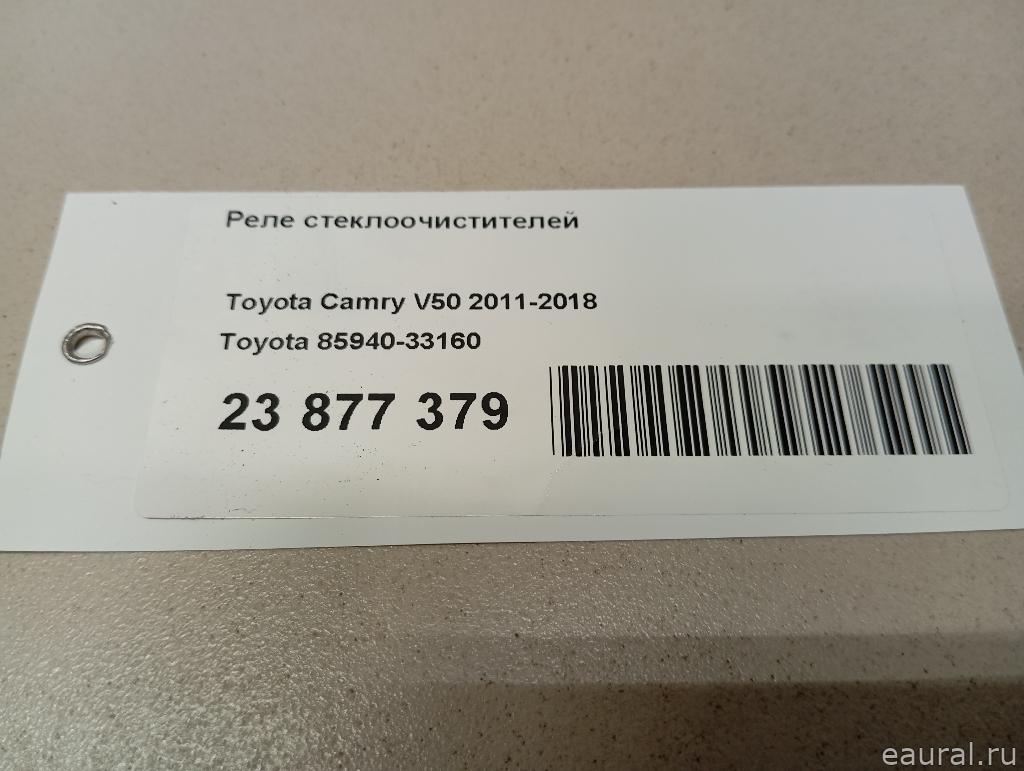 Реле стеклоочистителей
Toyota Camry V50 2011-2018
Toyota 85940-33160
23 877 379
eaural.ru